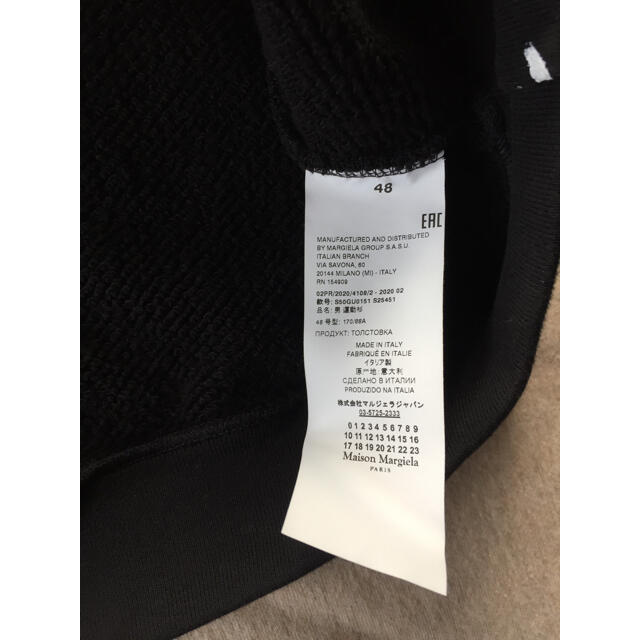 48
EAC
MANUFACTURED AND DISTRIBUTED
BY MARGIELA GROUP S.A.S.U.
ITALIAN BRANCH
VIA SAVONA, 60
20144 MILANO (MI) - ITALY
RN 154909
02PR/2020/4108/2 - 2020 02
款号: S50GU0151 S25451
品名: 男 運動衫
48 号型: 170/88A
ПРОДУКТ: ТОЛСТОВКА
MADE IN ITALY
FABRIQUÉ EN ITALIE
イタリア製
原产地: 意大利
СДЕЛАНО В ИТАЛИИ
PRODUZIDO NA ITALIA
株式会社マルジェラジャパン
03-5725-2333
0 1 2 3 4 5 6 7 8 9
10 11 12 13 14 15 16
17 18 19 20 21 22 23
Maison Margiela
PARIS